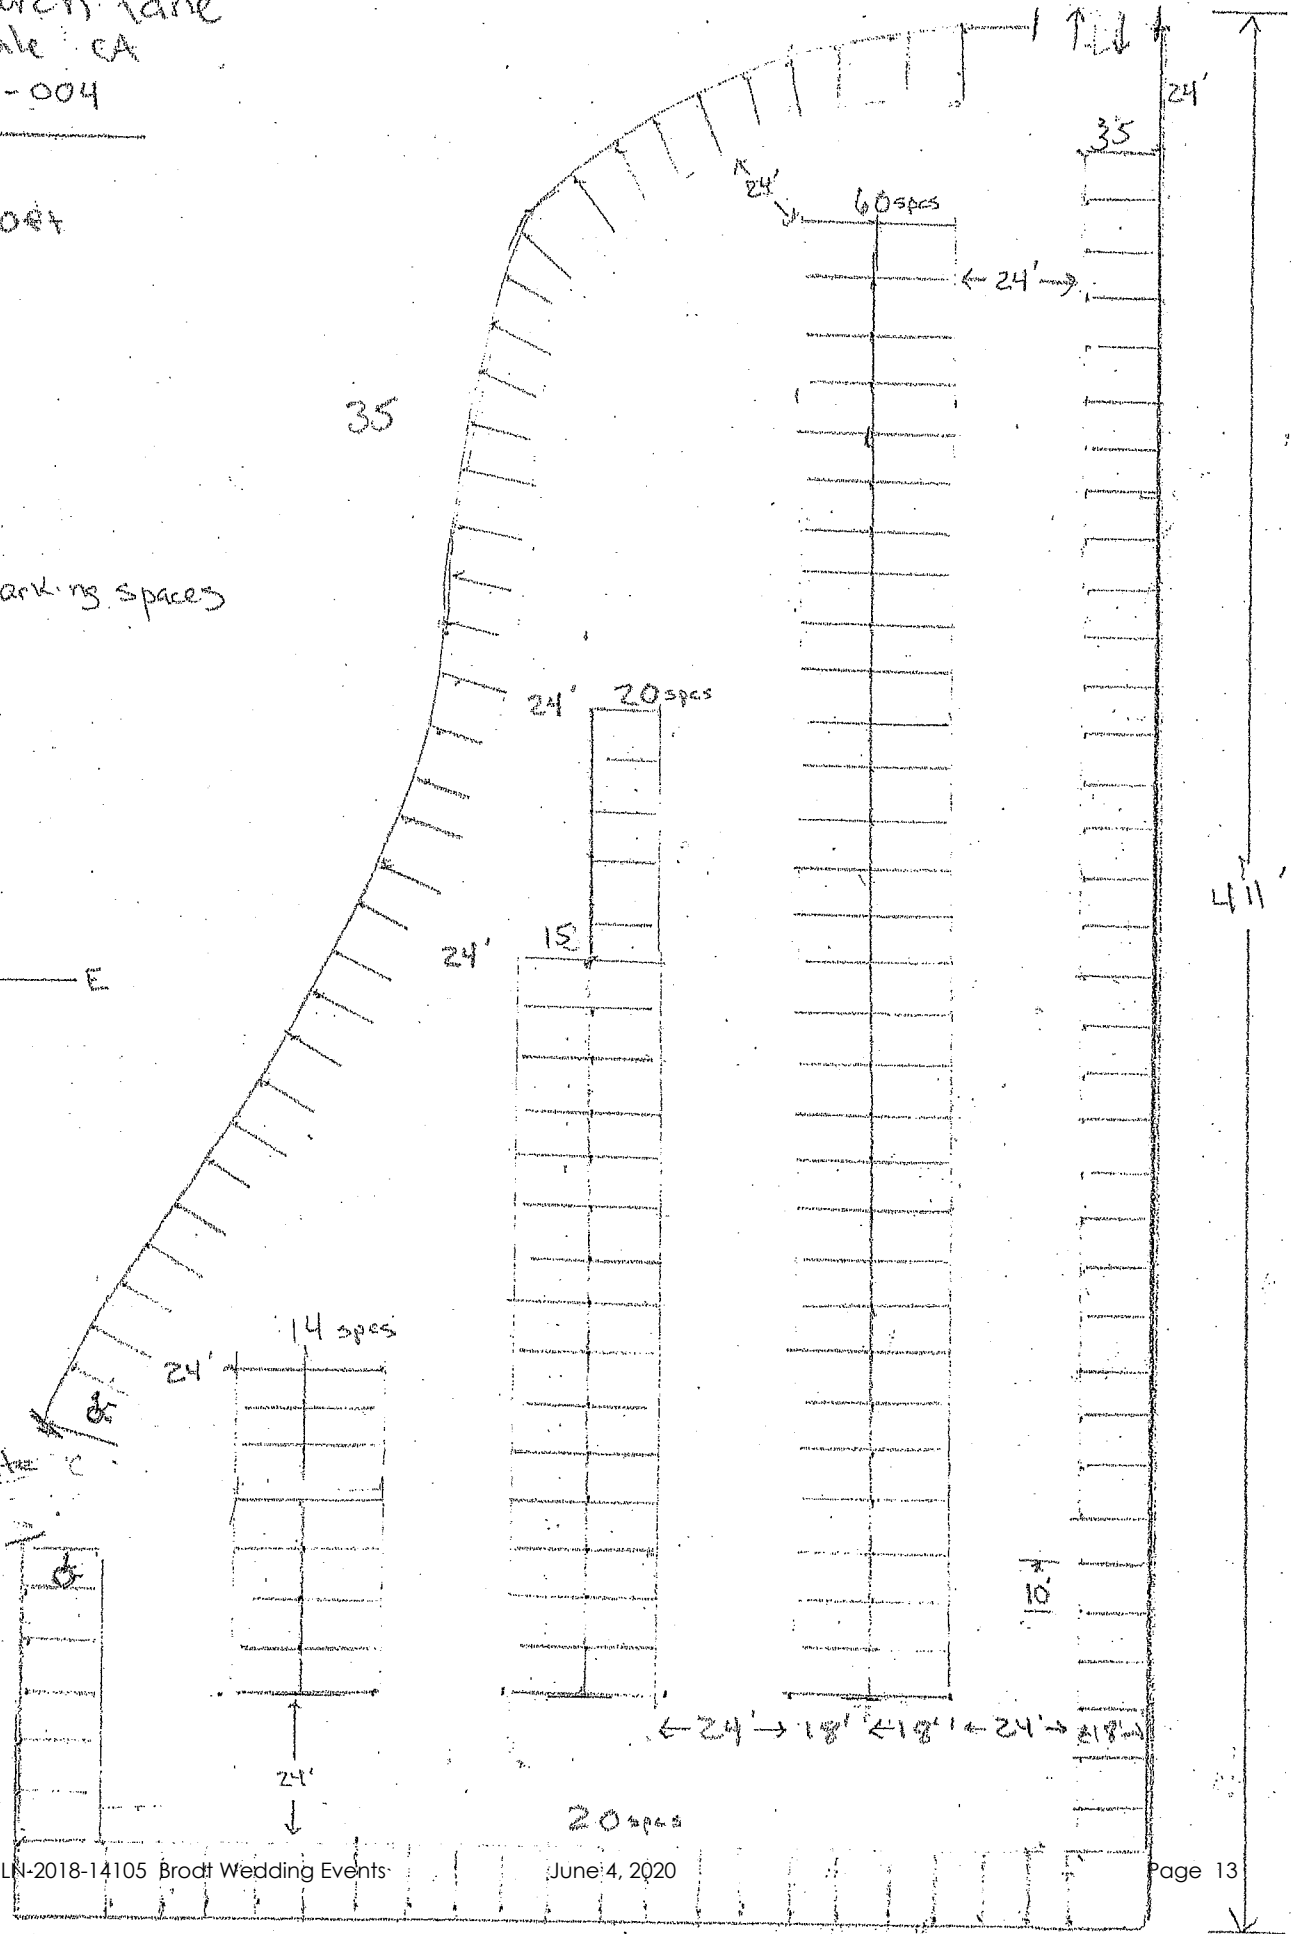 CA
-004
24'
35
24'
60 spcs
← 24' →
35
spaces
24'
20 spcs
411'
15
24'
E
14 spcs
24'
10'
← 24' → 18' ← 18' ← 24' → 18'
24'
20 spcs
LN-2018-14105 Brodt Wedding Events
June 4, 2020
Page 13